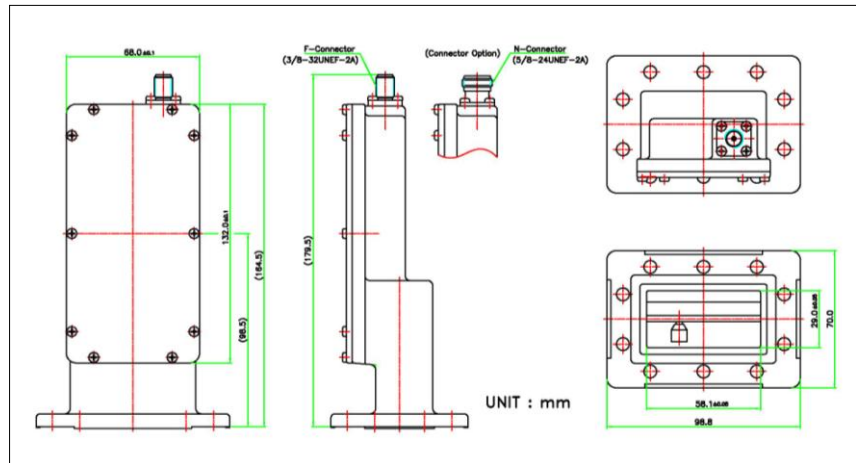 68.0±0.1
F-Connector
(3/8-32UNEF-2A)
(Connector Option)
N-Connector
(5/8-24UNEF-2A)
132.0±0.1
(164.5)
(98.5)
(179.5)
29.0±0.05
70.0
58.1±0.05
98.8
UNIT : mm